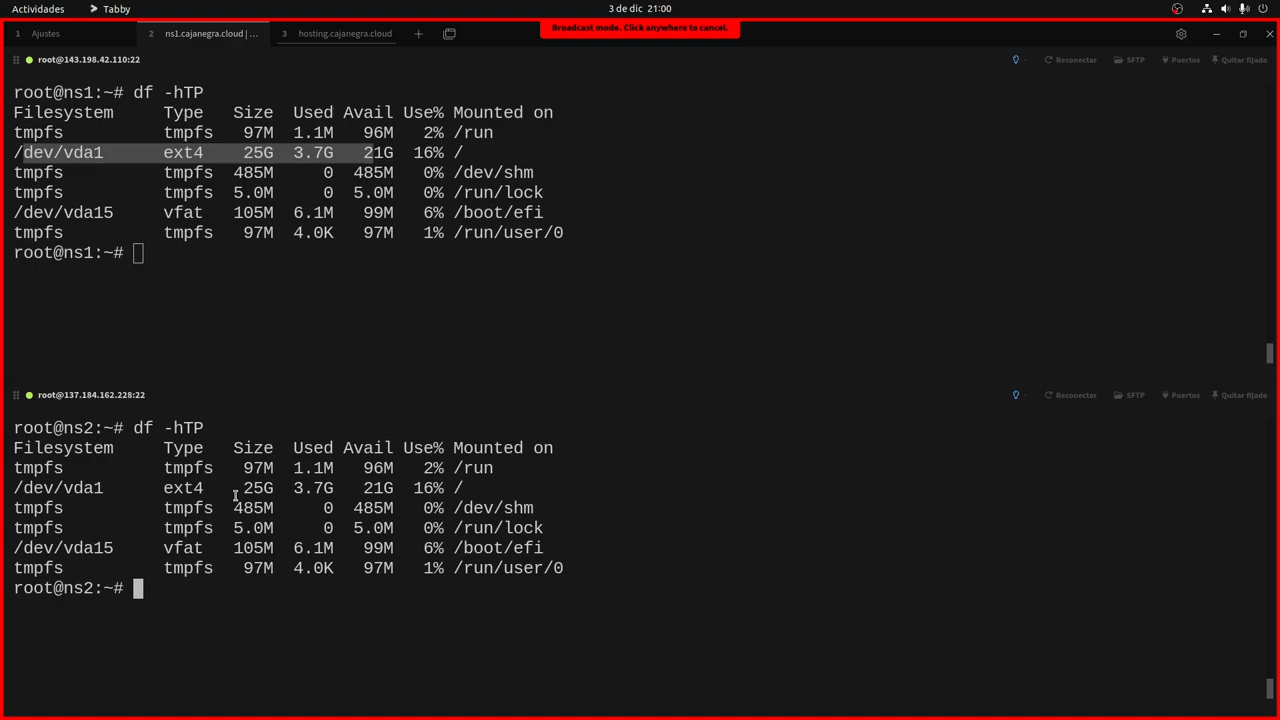 Actividades Tabby 3 de dic 21:00
Broadcast mode. Click anywhere to cancel.
1 Ajustes 2 ns1.cajanegra.cloud | ... 3 hosting.cajanegra.cloud
root@143.198.42.110:22 Reconectar SFTP Puertos Quitar fijado
root@ns1:~# df -hTP
Filesystem Type Size Used Avail Use% Mounted on
tmpfs tmpfs 97M 1.1M 96M 2% /run
/dev/vda1 ext4 25G 3.7G 21G 16% /
tmpfs tmpfs 485M 0 485M 0% /dev/shm
tmpfs tmpfs 5.0M 0 5.0M 0% /run/lock
/dev/vda15 vfat 105M 6.1M 99M 6% /boot/efi
tmpfs tmpfs 97M 4.0K 97M 1% /run/user/0
root@ns1:~#
root@137.184.162.228:22 Reconectar SFTP Puertos Quitar fijado
root@ns2:~# df -hTP
Filesystem Type Size Used Avail Use% Mounted on
tmpfs tmpfs 97M 1.1M 96M 2% /run
/dev/vda1 ext4 25G 3.7G 21G 16% /
tmpfs tmpfs 485M 0 485M 0% /dev/shm
tmpfs tmpfs 5.0M 0 5.0M 0% /run/lock
/dev/vda15 vfat 105M 6.1M 99M 6% /boot/efi
tmpfs tmpfs 97M 4.0K 97M 1% /run/user/0
root@ns2:~#